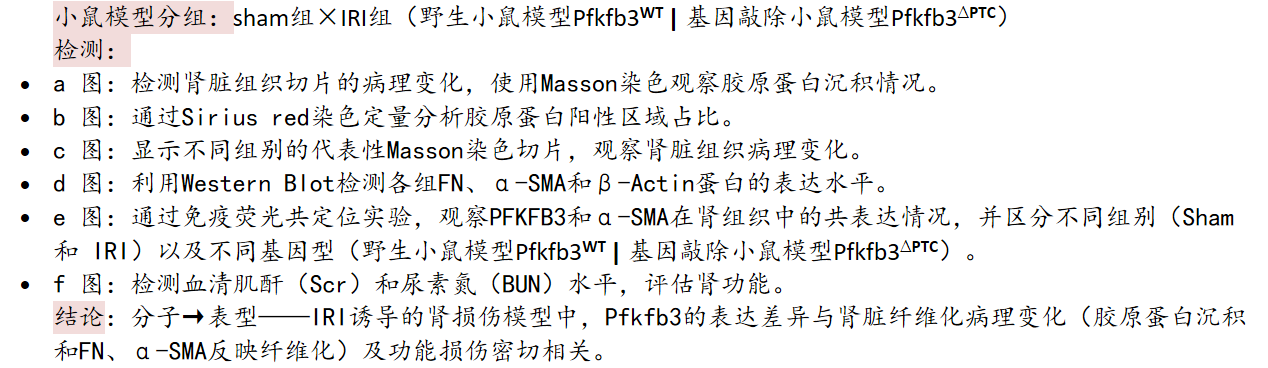 小鼠模型分组：sham组×IRI组（野生小鼠模型Pfkfb3ᵂᵀ | 基因敲除小鼠模型Pfkfb3ᐃᴾᵀᶜ）
检测：
• a 图：检测肾脏组织切片的病理变化，使用Masson染色观察胶原蛋白沉积情况。
• b 图：通过Sirius red染色定量分析胶原蛋白阳性区域占比。
• c 图：显示不同组别的代表性Masson染色切片，观察肾脏组织病理变化。
• d 图：利用Western Blot检测各组FN、α-SMA和β-Actin蛋白的表达水平。
• e 图：通过免疫荧光共定位实验，观察PFKFB3和α-SMA在肾组织中的共表达情况，并区分不同组别（Sham
和 IRI）以及不同基因型（野生小鼠模型Pfkfb3ᵂᵀ | 基因敲除小鼠模型Pfkfb3ᐃᴾᵀᶜ）。
• f 图：检测血清肌酐（Scr）和尿素氮（BUN）水平，评估肾功能。
结论：分子→表型——IRI诱导的肾损伤模型中，Pfkfb3的表达差异与肾脏纤维化病理变化（胶原蛋白沉积
和FN、α-SMA反映纤维化）及功能损伤密切相关。